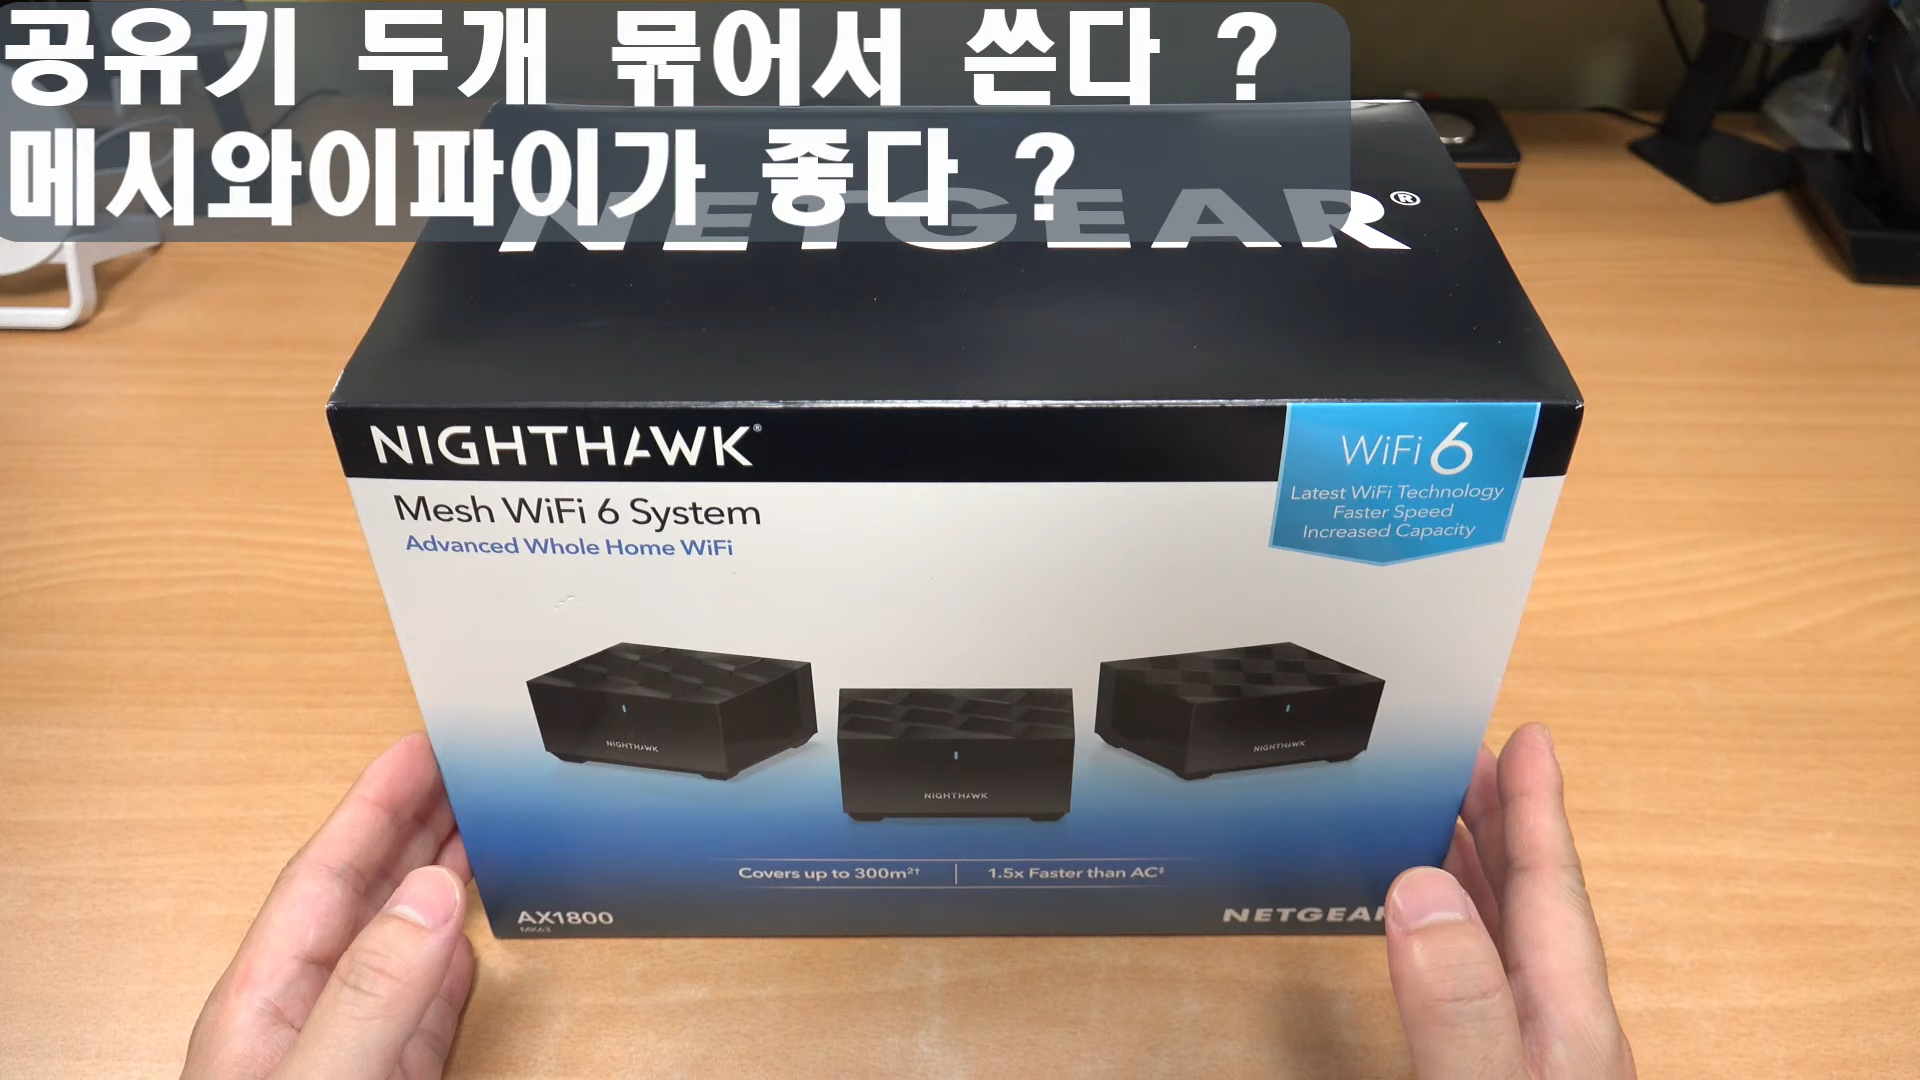 공유기 두개 묶어서 쓴다 ?
메시와이파이가 좋다 ?
NETGEAR®
NIGHTHAWK®
Mesh WiFi 6 System
Advanced Whole Home WiFi
WiFi 6
Latest WiFi Technology
Faster Speed
Increased Capacity
NIGHTHAWK
NIGHTHAWK
NIGHTHAWK
Covers up to 300m²† | 1.5x Faster than AC‡
AX1800
MK63
NETGEAR